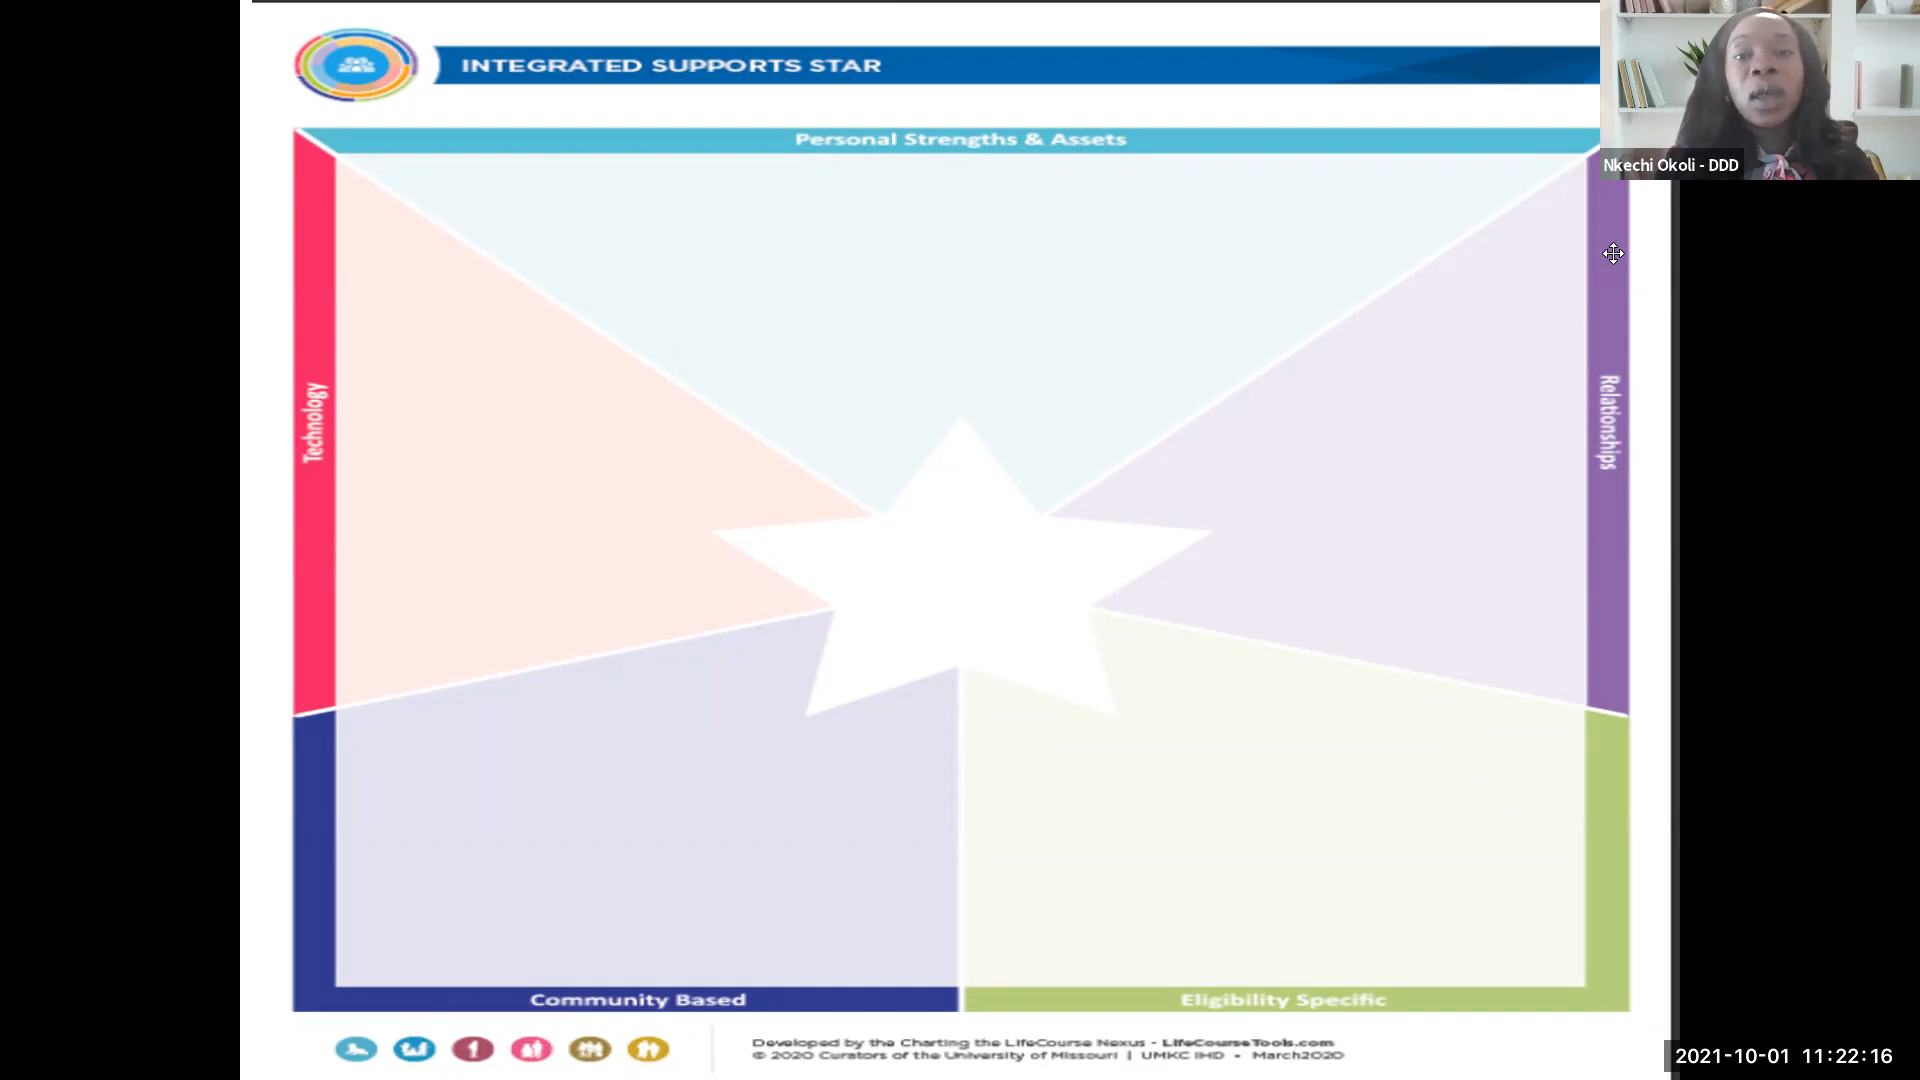 INTEGRATED SUPPORTS STAR
Nkechi Okoli - DDD
Personal Strengths & Assets
Technology
Relationships
Community Based
Eligibility Specific
Developed by the Charting the LifeCourse Nexus - LifeCourseTools.com
© 2020 Curators of the University of Missouri | UMKC IHD • March2020
2021-10-01 11:22:16